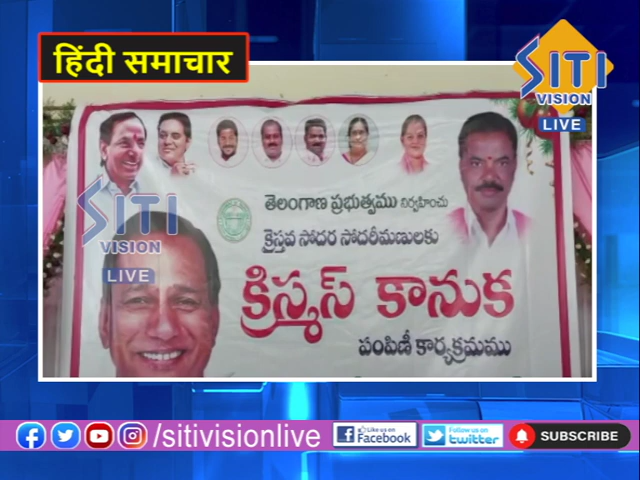 हिंदी समाचार
SITI
VISION
LIVE
తెలంగాణ ప్రభుత్వము నిర్వహించు
క్రైస్తవ సోదర సోదరీమణులకు
SITI
VISION
LIVE
క్రిస్మస్ కానుక
పంపిణీ కార్యక్రమము
/sitivisionlive
Like us on
Facebook
Follow us on
twitter
SUBSCRIBE